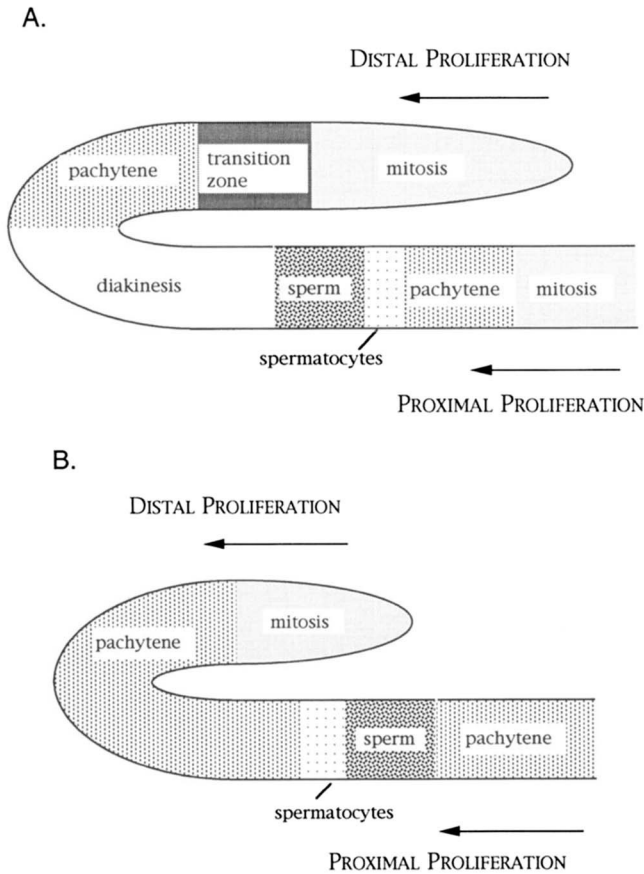 A.
DISTAL PROLIFERATION
pachytene
transition
zone
mitosis
diakinesis
sperm
pachytene
mitosis
spermatocytes
PROXIMAL PROLIFERATION
B.
DISTAL PROLIFERATION
mitosis
pachytene
sperm
pachytene
spermatocytes
PROXIMAL PROLIFERATION